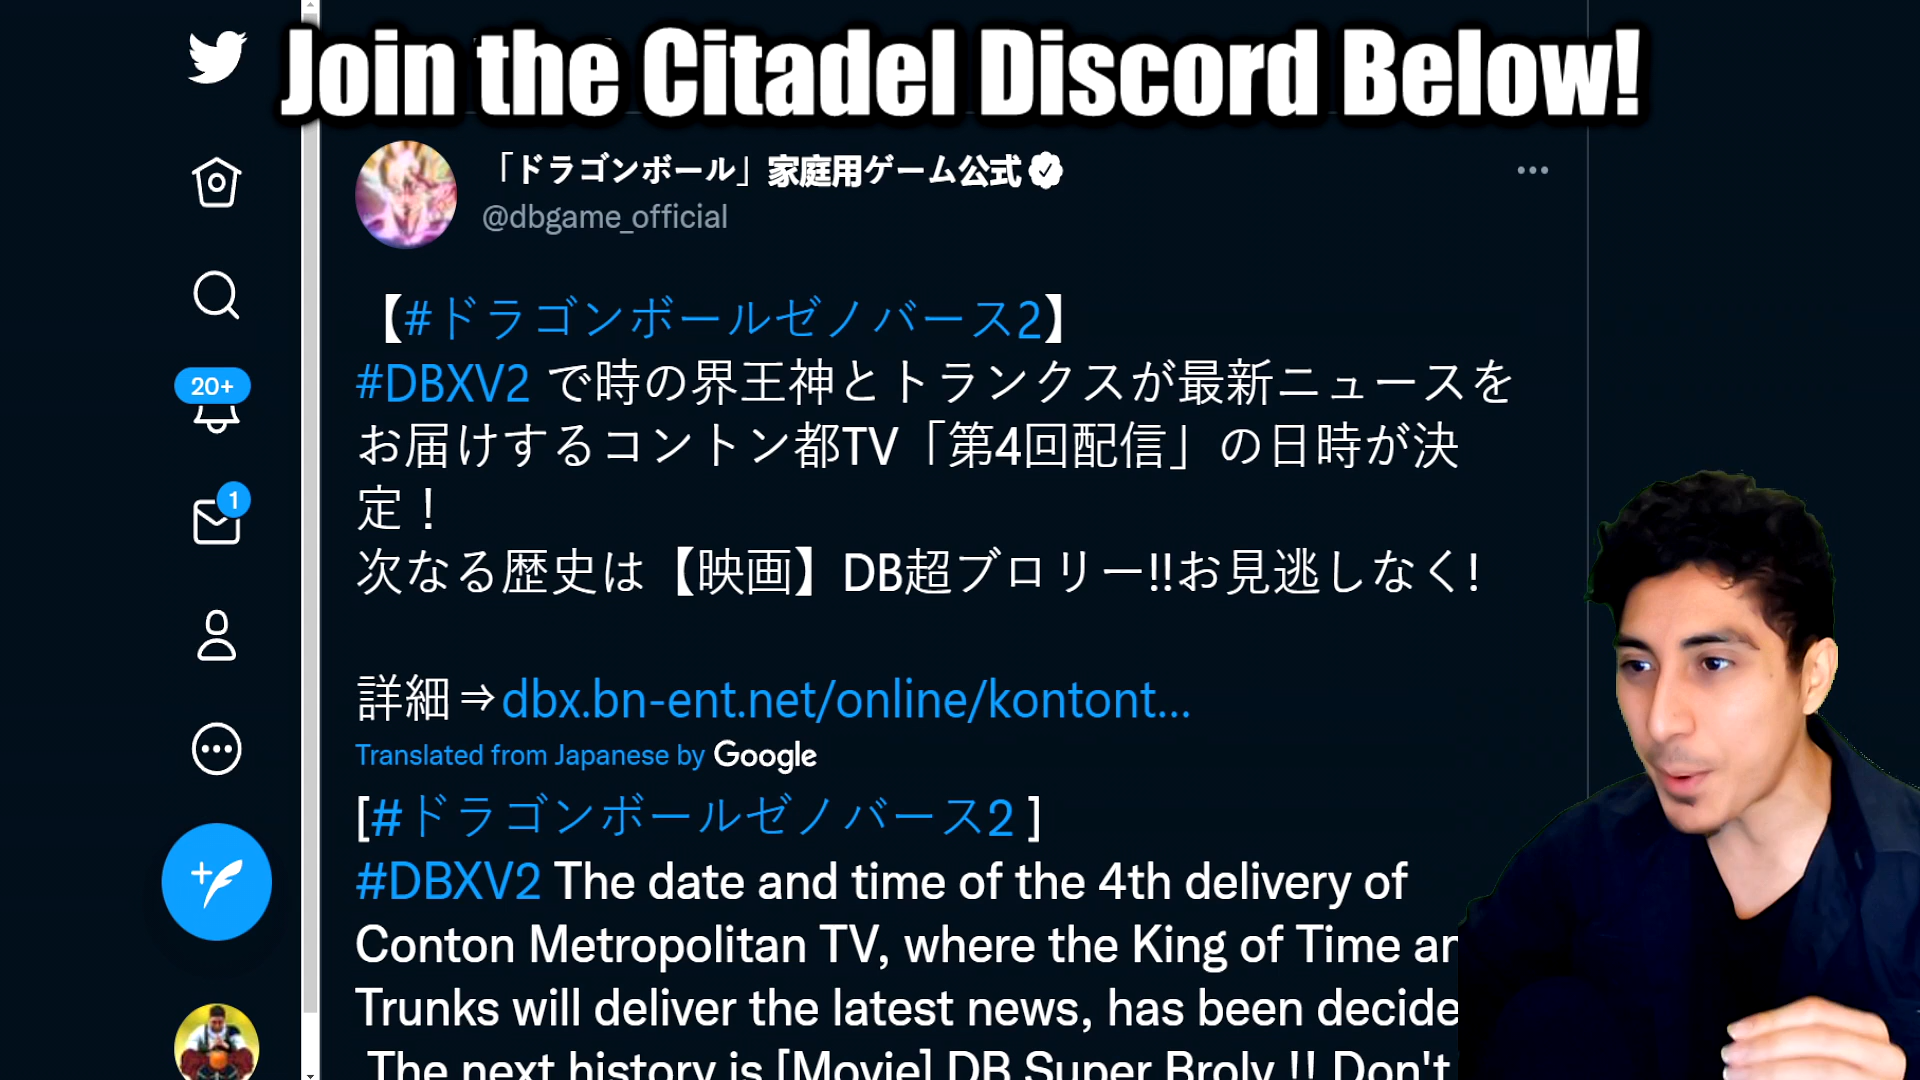 Join the Citadel Discord Below!
「ドラゴンボール」家庭用ゲーム公式
@dbgame_official
【#ドラゴンボールゼノバース2】
#DBXV2 で時の界王神とトランクスが最新ニュースを
20+
お届けするコントン都TV「第4回配信」の日時が決
定！
1
次なる歴史は【映画】DB超ブロリー!!お見逃しなく!
詳細⇒dbx.bn-ent.net/online/kontont...
Translated from Japanese by Google
[#ドラゴンボールゼノバース2 ]
#DBXV2 The date and time of the 4th delivery of
Conton Metropolitan TV, where the King of Time an
Trunks will deliver the latest news, has been decide
The next history is [Movie] DB Super Broly !! Don't